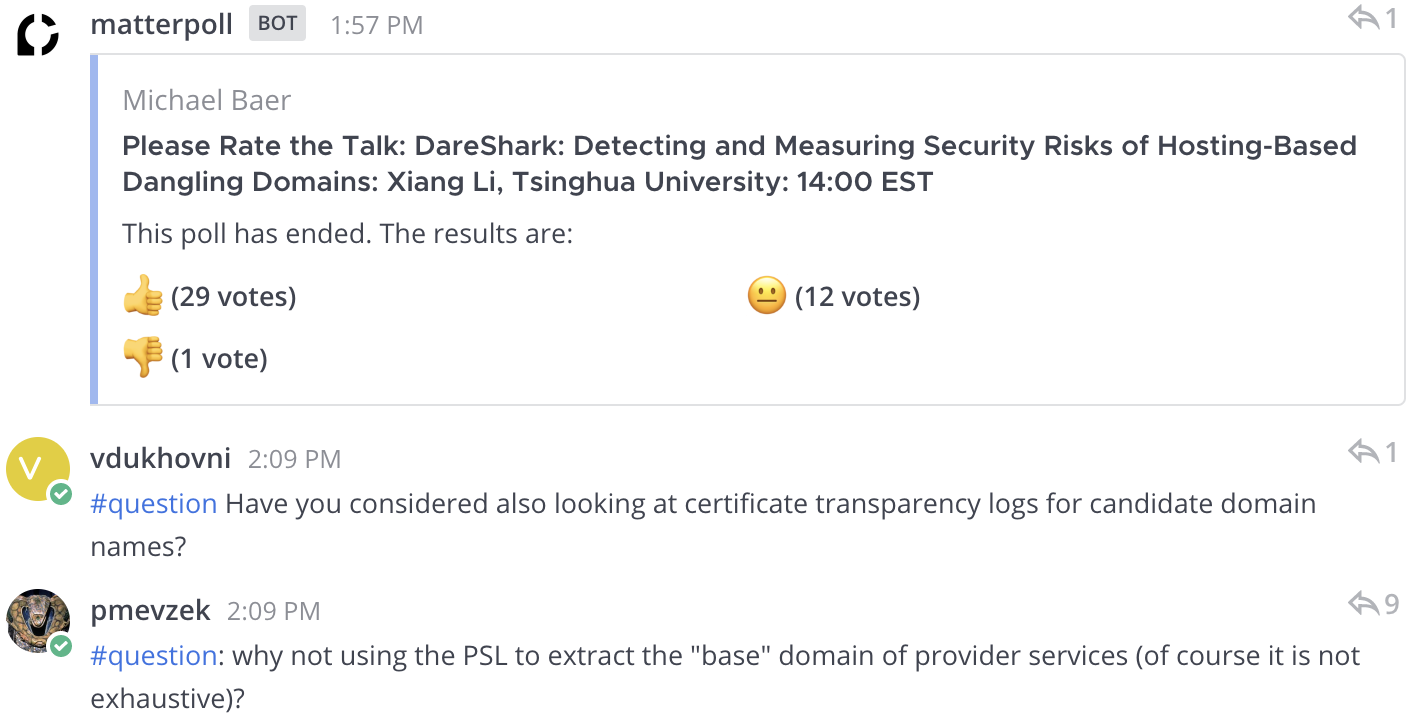 matterpoll BOT 1:57 PM 1
Michael Baer
Please Rate the Talk: DareShark: Detecting and Measuring Security Risks of Hosting-Based
Dangling Domains: Xiang Li, Tsinghua University: 14:00 EST
This poll has ended. The results are:
👍 (29 votes) 😐 (12 votes)
👎 (1 vote)
V vdukhovni 2:09 PM 1
#question Have you considered also looking at certificate transparency logs for candidate domain
names?
pmevzek 2:09 PM 9
#question: why not using the PSL to extract the "base" domain of provider services (of course it is not
exhaustive)?